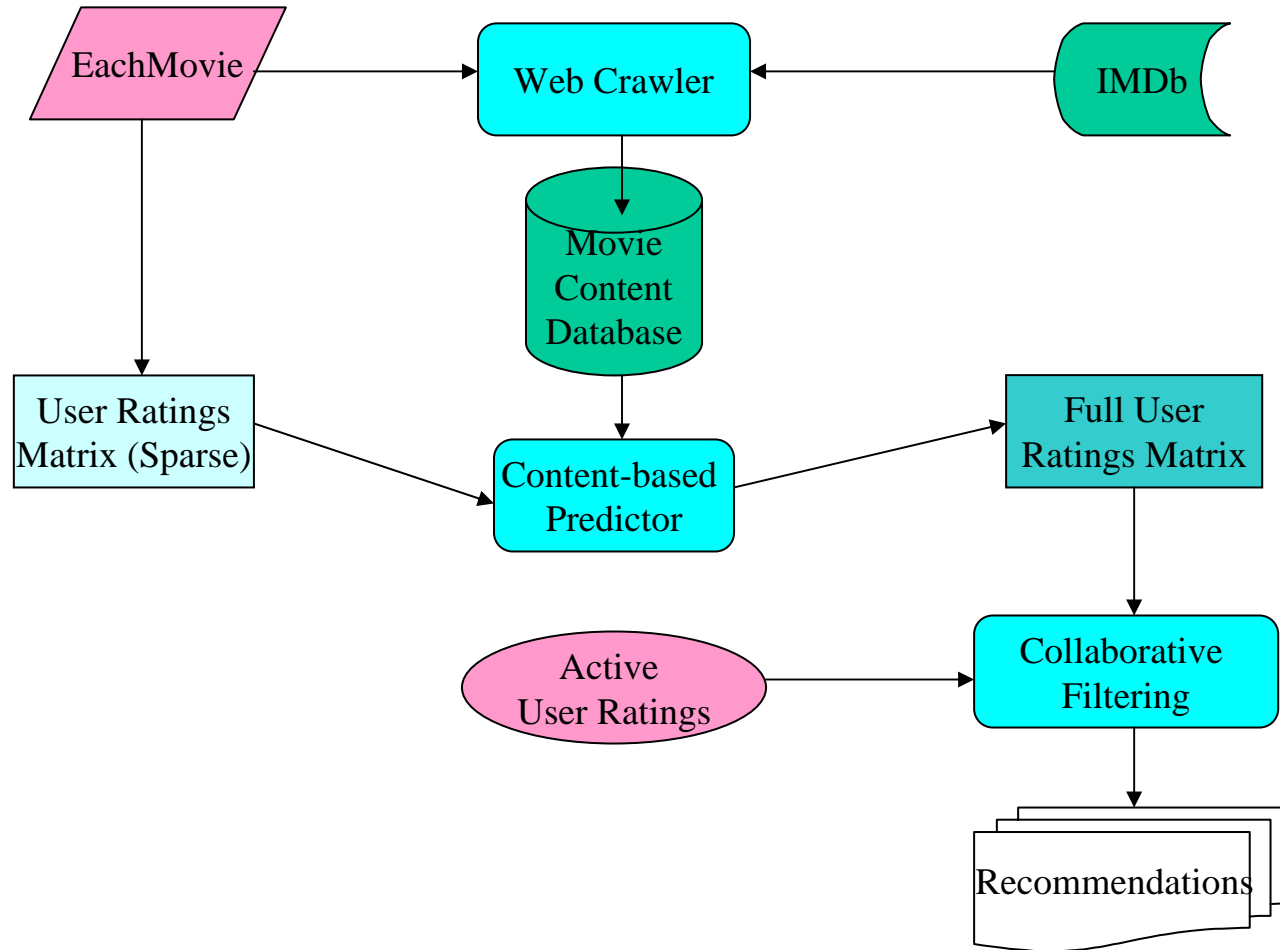 EachMovie
Web Crawler
IMDb
Movie
Content
Database
User Ratings
Matrix (Sparse)
Content-based
Predictor
Full User
Ratings Matrix
Active
User Ratings
Collaborative
Filtering
Recommendations